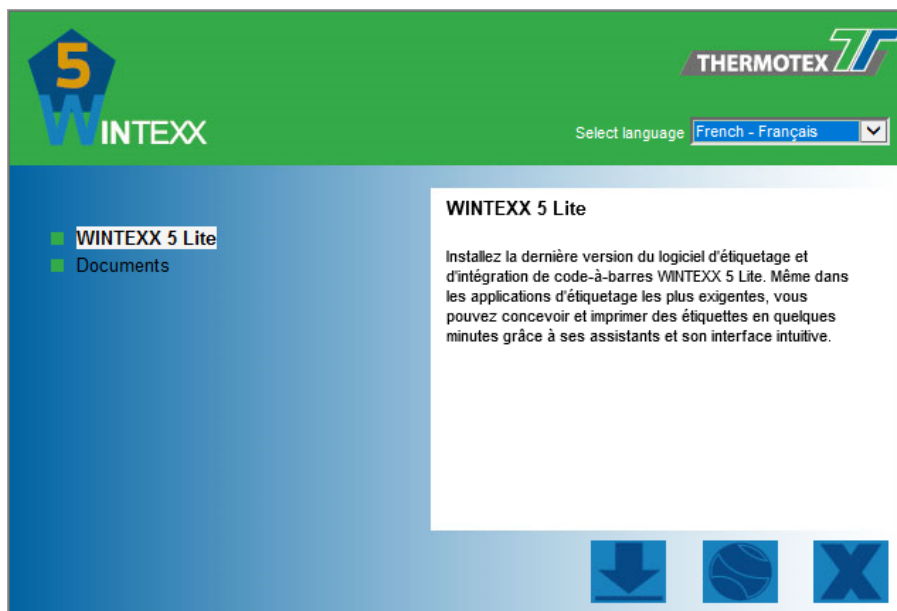 5
WINTEXX
THERMOTEX
Select language French - Français
WINTEXX 5 Lite
Documents
WINTEXX 5 Lite
Installez la dernière version du logiciel d'étiquetage et
d'intégration de code-à-barres WINTEXX 5 Lite. Même dans
les applications d'étiquetage les plus exigentes, vous
pouvez concevoir et imprimer des étiquettes en quelques
minutes grâce à ses assistants et son interface intuitive.